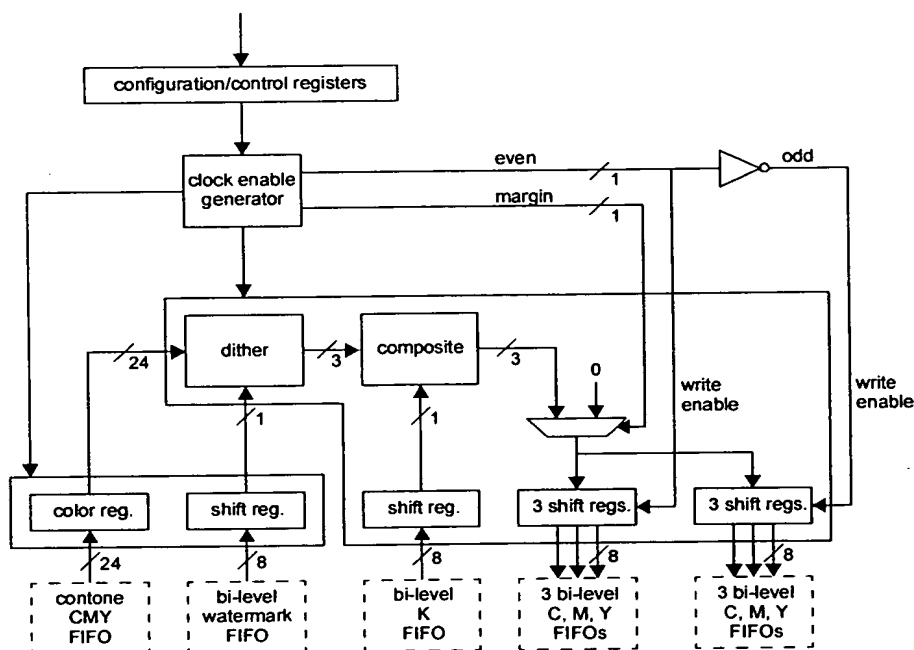 configuration/control registers
clock enable
generator
even
1
odd
margin
1
dither
composite
24
3
3
0
1
1
write
enable
write
enable
color reg.
shift reg.
shift reg.
3 shift regs.
3 shift regs.
24
8
8
8
8
contone
CMY
FIFO
bi-level
watermark
FIFO
bi-level
K
FIFO
3 bi-level
C, M, Y
FIFOs
3 bi-level
C, M, Y
FIFOs